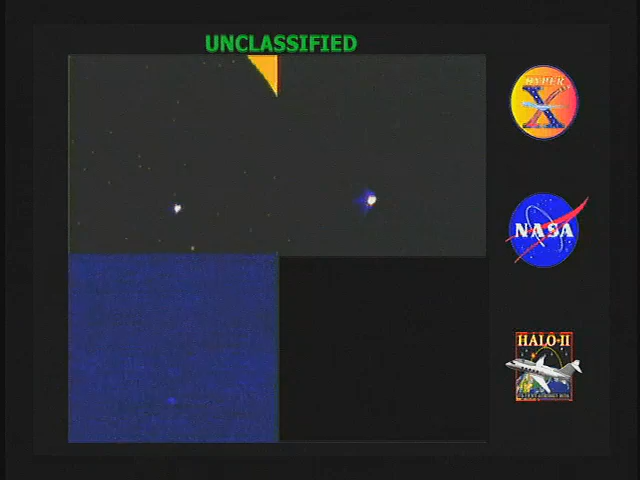 UNCLASSIFIED
HYPER
X
NASA
HALO-II